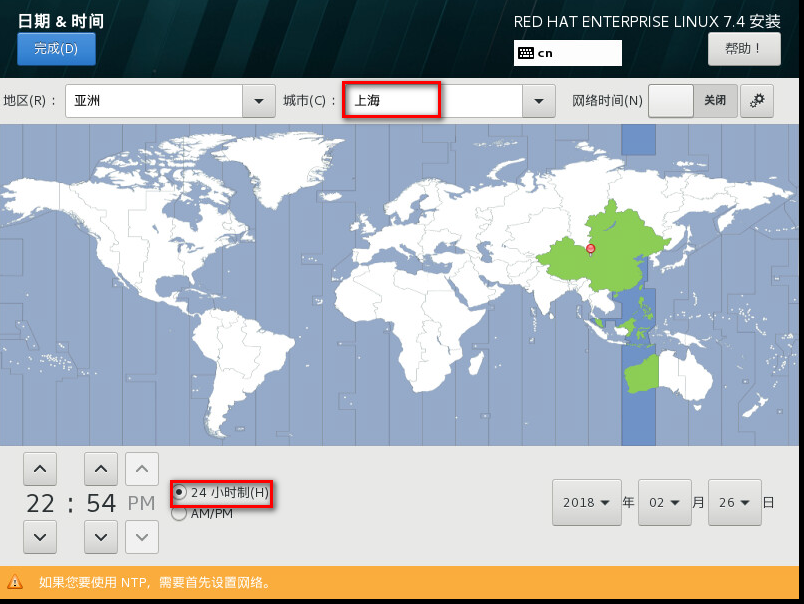 日期 & 时间
RED HAT ENTERPRISE LINUX 7.4 安装
完成(D)
cn
帮助！
地区(R)： 亚洲 城市(C)： 上海 网络时间(N) 关闭
22 : 54 PM
24 小时制(H)
AM/PM
2018 年 02 月 26 日
如果您要使用 NTP，需要首先设置网络。